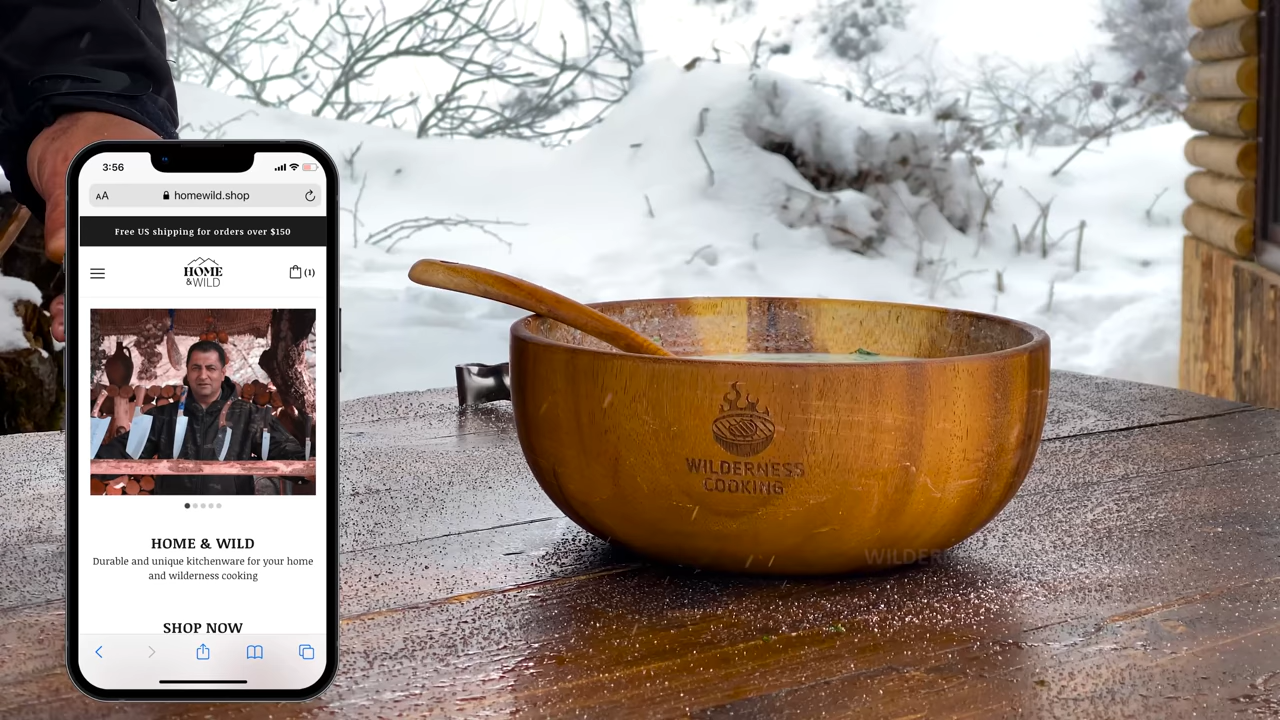 3:56
AA
homewild.shop
Free US shipping for orders over $150
HOME
&WILD
(1)
HOME & WILD
Durable and unique kitchenware for your home
and wilderness cooking
SHOP NOW
WILDERNESS
COOKING